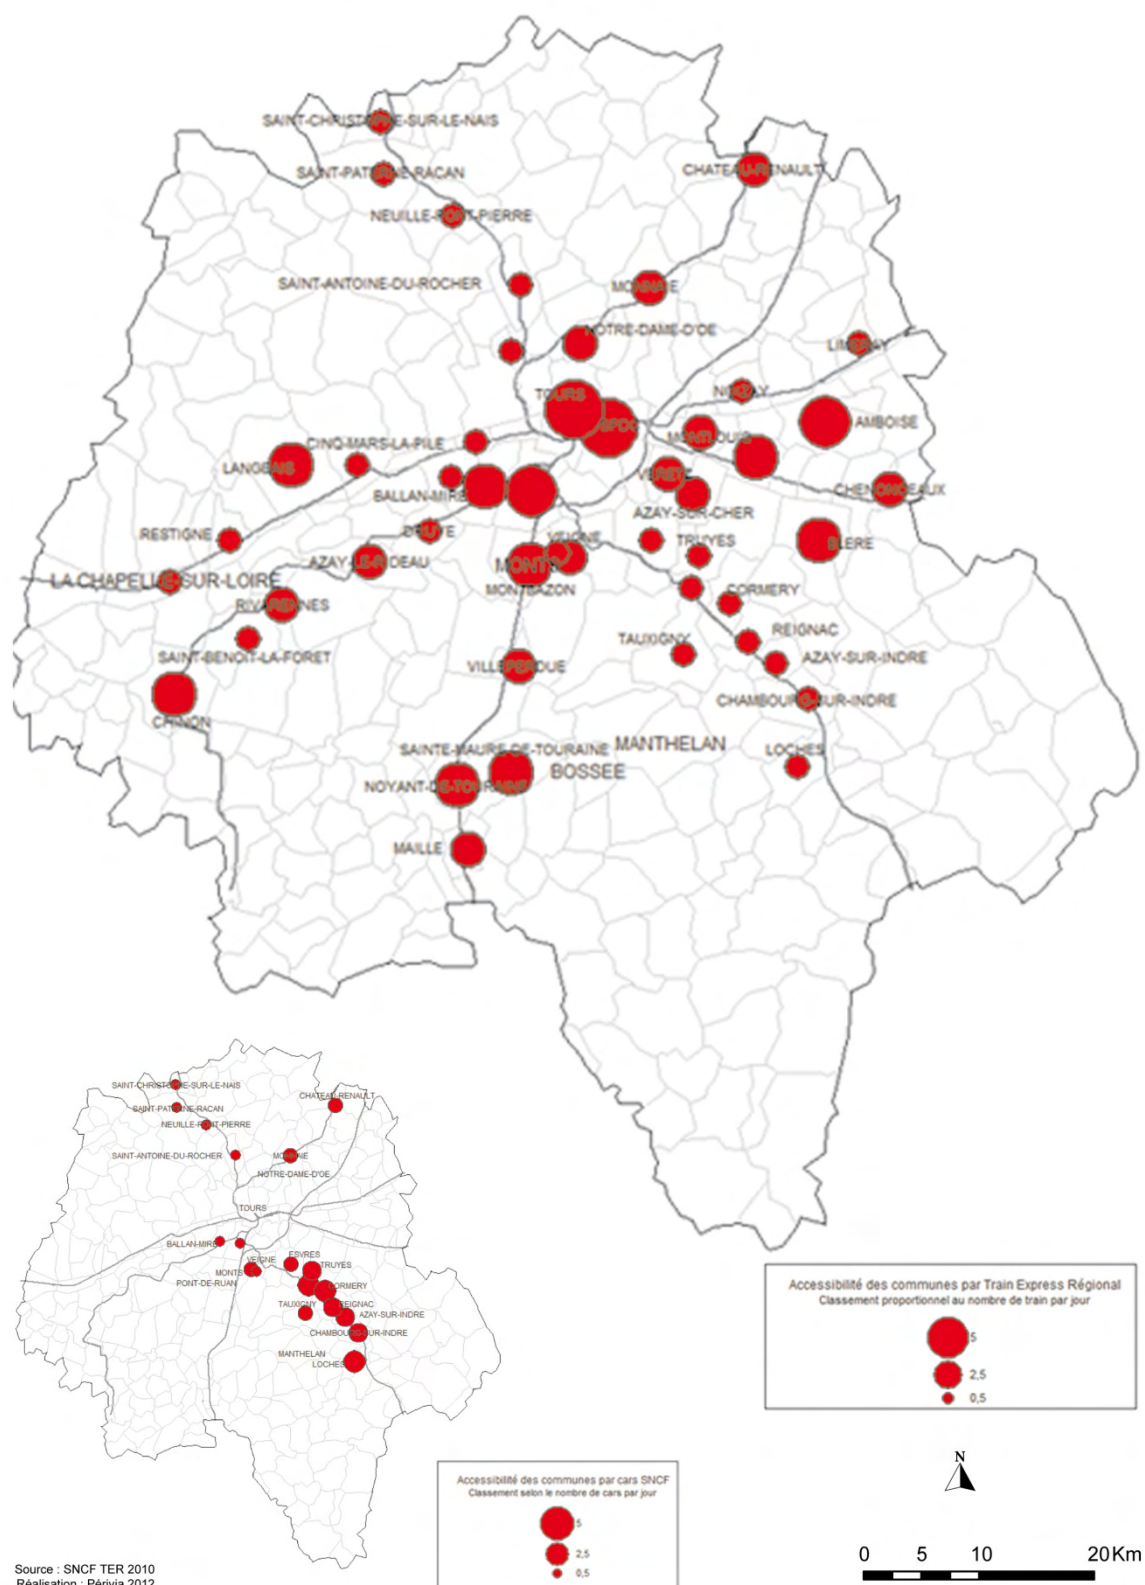 SAINT-CHRISTOPHE-SUR-LE-NAIS
CHATEAU-RENAULT
SAINT-PATERNE-RACAN
NEUILLE-PONT-PIERRE
SAINT-ANTOINE-DU-ROCHER
MONNAIE
NOTRE-DAME-D'OE
LIMERAY
NOIZAY
TOURS
AMBOISE
MONTLOUIS
CINQ-MARS-LA-PILE
LANGEAIS
VERETZ
CHENONCEAUX
BALLAN-MIRE
AZAY-SUR-CHER
RESTIGNE
DRUYE
VEIGNE
TRUYES
BLERE
AZAY-LE-RIDEAU
MONTS
LA CHAPELLE-SUR-LOIRE
MONTBAZON
CORMERY
RIVARENNES
REIGNAC
TAUXIGNY
SAINT-BENOIT-LA-FORET
AZAY-SUR-INDRE
VILLEPERDUE
CHAMBOURG-SUR-INDRE
CHINON
SAINTE-MAURE-DE-TOURAINE
MANTHELAN
LOCHES
BOSSEE
NOYANT-DE-TOURAINE
MAILLE
SAINT-CHRISTOPHE-SUR-LE-NAIS
CHATEAU-RENAULT
SAINT-PATERNE-RACAN
NEUILLE-PONT-PIERRE
SAINT-ANTOINE-DU-ROCHER
MONNAIE
NOTRE-DAME-D'OE
TOURS
BALLAN-MIRE
ESVRES
VEIGNE
TRUYES
MONTS
PONT-DE-RUAN
CORMERY
TAUXIGNY
REIGNAC
AZAY-SUR-INDRE
CHAMBOURG-SUR-INDRE
MANTHELAN
LOCHES
Accessibilité des communes par Train Express Régional
Classement proportionnel au nombre de train par jour
5
2,5
0,5
Accessibilité des communes par cars SNCF
Classement selon le nombre de cars par jour
5
2,5
0,5
N
0 5 10 20 Km
Source : SNCF TER 2010
Réalisation : Périvia 2012